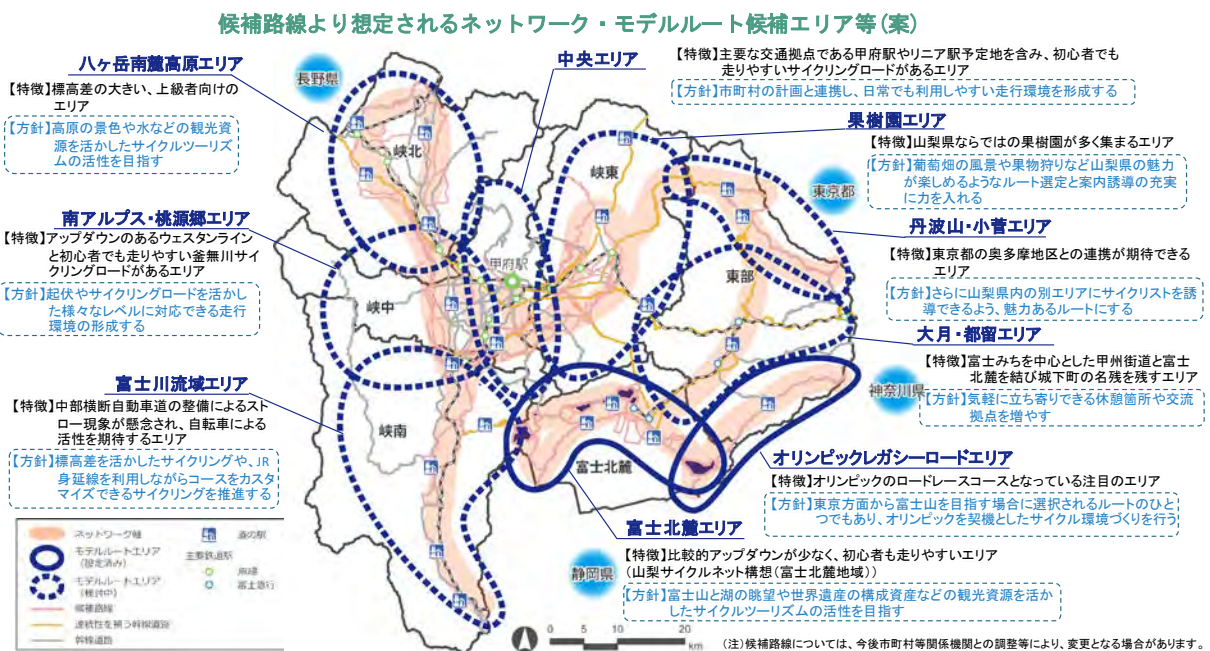 候補路線より想定されるネットワーク・モデルルート候補エリア等(案)
八ヶ岳南麓高原エリア
【特徴】標高差の大きい、上級者向けの
エリア
【方針】高原の景色や水などの観光資
源を活かしたサイクルツーリズ
ムの活性を目指す
南アルプス・桃源郷エリア
【特徴】アップダウンのあるウェスタンライン
と初心者でも走りやすい釜無川サイ
クリングロードがあるエリア
【方針】起伏やサイクリングロードを活かし
た様々なレベルに対応できる走行
環境の形成する
富士川流域エリア
【特徴】中部横断自動車道の整備によるスト
ロー現象が懸念され、自転車による
活性を期待するエリア
【方針】標高差を活かしたサイクリングや、JR
身延線を利用しながらコースをカスタ
マイズできるサイクリングを推進する
中央エリア
【特徴】主要な交通拠点である甲府駅やリニア駅予定地を含み、初心者でも
走りやすいサイクリングロードがあるエリア
【方針】市町村の計画と連携し、日常でも利用しやすい走行環境を形成する
果樹園エリア
【特徴】山梨県ならではの果樹園が多く集まるエリア
【方針】葡萄畑の風景や果物狩りなど山梨県の魅力
が楽しめるようなルート選定と案内誘導の充実
に力を入れる
丹波山・小菅エリア
【特徴】東京都の奥多摩地区との連携が期待できる
エリア
【方針】さらに山梨県内の別エリアにサイクリストを誘
導できるよう、魅力あるルートにする
大月・都留エリア
【特徴】富士みちを中心とした甲州街道と富士
北麓を結び城下町の名残を残すエリア
【方針】気軽に立ち寄りできる休憩箇所や交流
拠点を増やす
オリンピックレガシーロードエリア
【特徴】オリンピックのロードレースコースとなっている注目のエリア
【方針】東京方面から富士山を目指す場合に選択されるルートのひと
つでもあり、オリンピックを契機としたサイクル環境づくりを行う
富士北麓エリア
【特徴】比較的アップダウンが少なく、初心者も走りやすいエリア
(山梨サイクルネット構想(富士北麓地域))
【方針】富士山と湖の眺望や世界遺産の構成資産などの観光資源を活か
したサイクルツーリズムの活性を目指す
長野県
東京都
神奈川県
静岡県
峡北
峡東
甲府駅
東部
峡中
峡南
富士北麓
ネットワーク軸
モデルルートエリア
(設定済み)
モデルルートエリア
(検討中)
候補路線
連続性を補う幹線道路
幹線道路
道の駅
主要鉄道駅
JR線
富士急行
0 5 10 20
km
(注)候補路線については、今後市町村等関係機関との調整等により、変更となる場合があります。